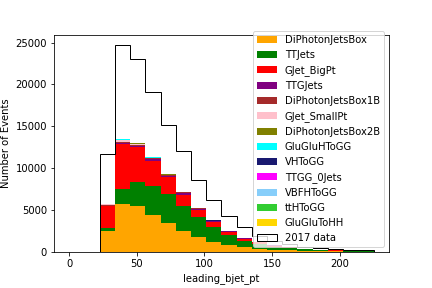 25000
20000
15000
10000
5000
0
Number of Events
0
50
100
150
200
leading_bjet_pt
DiPhotonJetsBox
TTJets
GJet_BigPt
TTGJets
DiPhotonJetsBox1B
GJet_SmallPt
DiPhotonJetsBox2B
GluGluHToGG
VHToGG
TTGG_0Jets
VBFHToGG
ttHToGG
GluGluToHH
2017 data